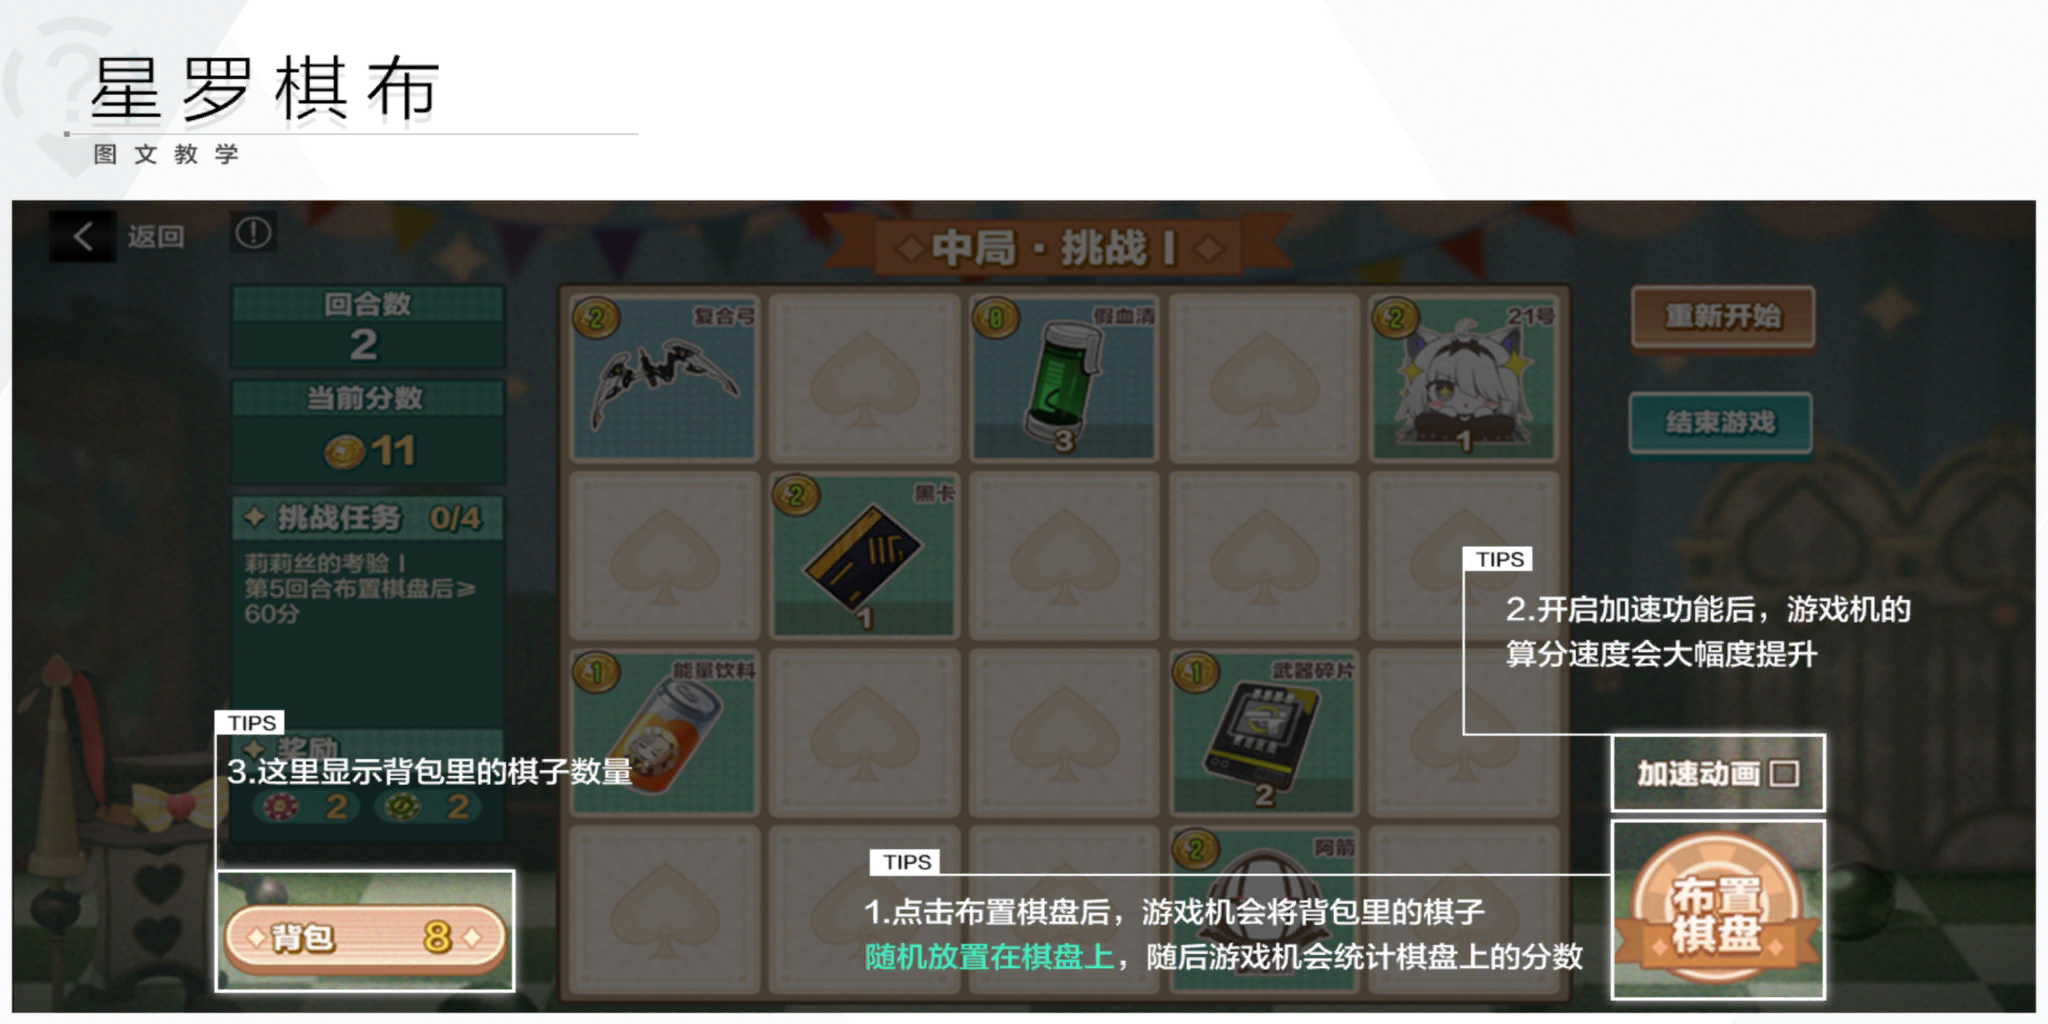 星罗棋布
图文教学
返回
中局·挑战 I
回合数
2
当前分数
11
挑战任务 0/4
莉莉丝的考验 I
第5回合布置棋盘后≥
60分
奖励
2 2
TIPS
3.这里显示背包里的棋子数量
背包 8
2 复合弓
0 假血清
3
2 21号
1
2 黑卡
1
1 能量饮料
1 武器碎片
2
2 阿箭
重新开始
结束游戏
TIPS
2.开启加速功能后，游戏机的
算分速度会大幅度提升
加速动画
TIPS
1.点击布置棋盘后，游戏机会将背包里的棋子
随机放置在棋盘上，随后游戏机会统计棋盘上的分数
布置
棋盘